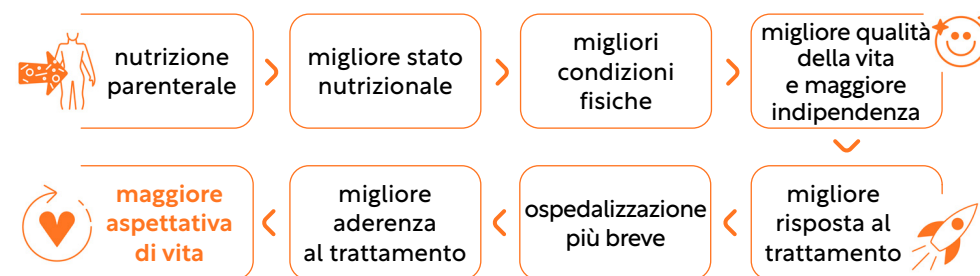 nutrizione
parenterale
migliore stato
nutrizionale
migliori
condizioni
fisiche
migliore qualità
della vita
e maggiore
indipendenza
migliore
risposta al
trattamento
ospedalizzazione
più breve
migliore
aderenza
al trattamento
maggiore
aspettativa
di vita